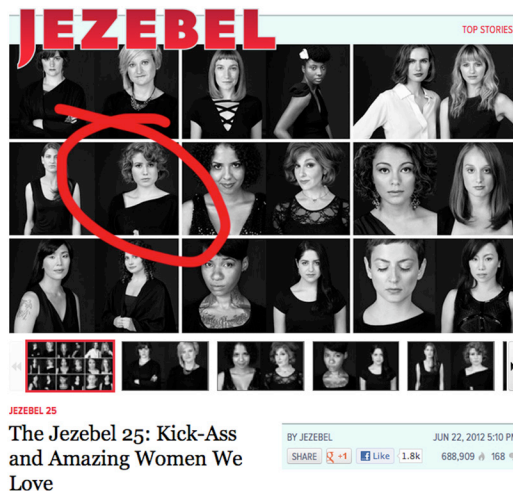 JEZEBEL
TOP STORIES
JEZEBEL 25
The Jezebel 25: Kick-Ass
and Amazing Women We
Love
BY JEZEBEL
JUN 22, 2012 5:10 P
SHARE
g +1
Like
1.8k
688,909
168